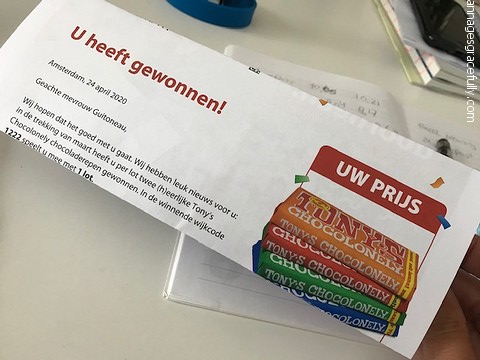 U heeft gewonnen!
Amsterdam, 24 april 2020
Geachte mevrouw Guitoneau,
Wij hopen dat het goed met u gaat. Wij hebben leuk nieuws voor u:
in de trekking van maart heeft u per lot twee (h)eerlijke Tony's
Chocolonely chocoladerepen gewonnen. In de winnende wijkcode
1222 speelt u mee met 1 lot.
UW PRIJS
TONY'S
CHOCOLONELY
TONY'S CHOCOLONELY
TONY'S CHOCOLONELY
TONY'S CHOCOLONELY
annagesgracefully.com